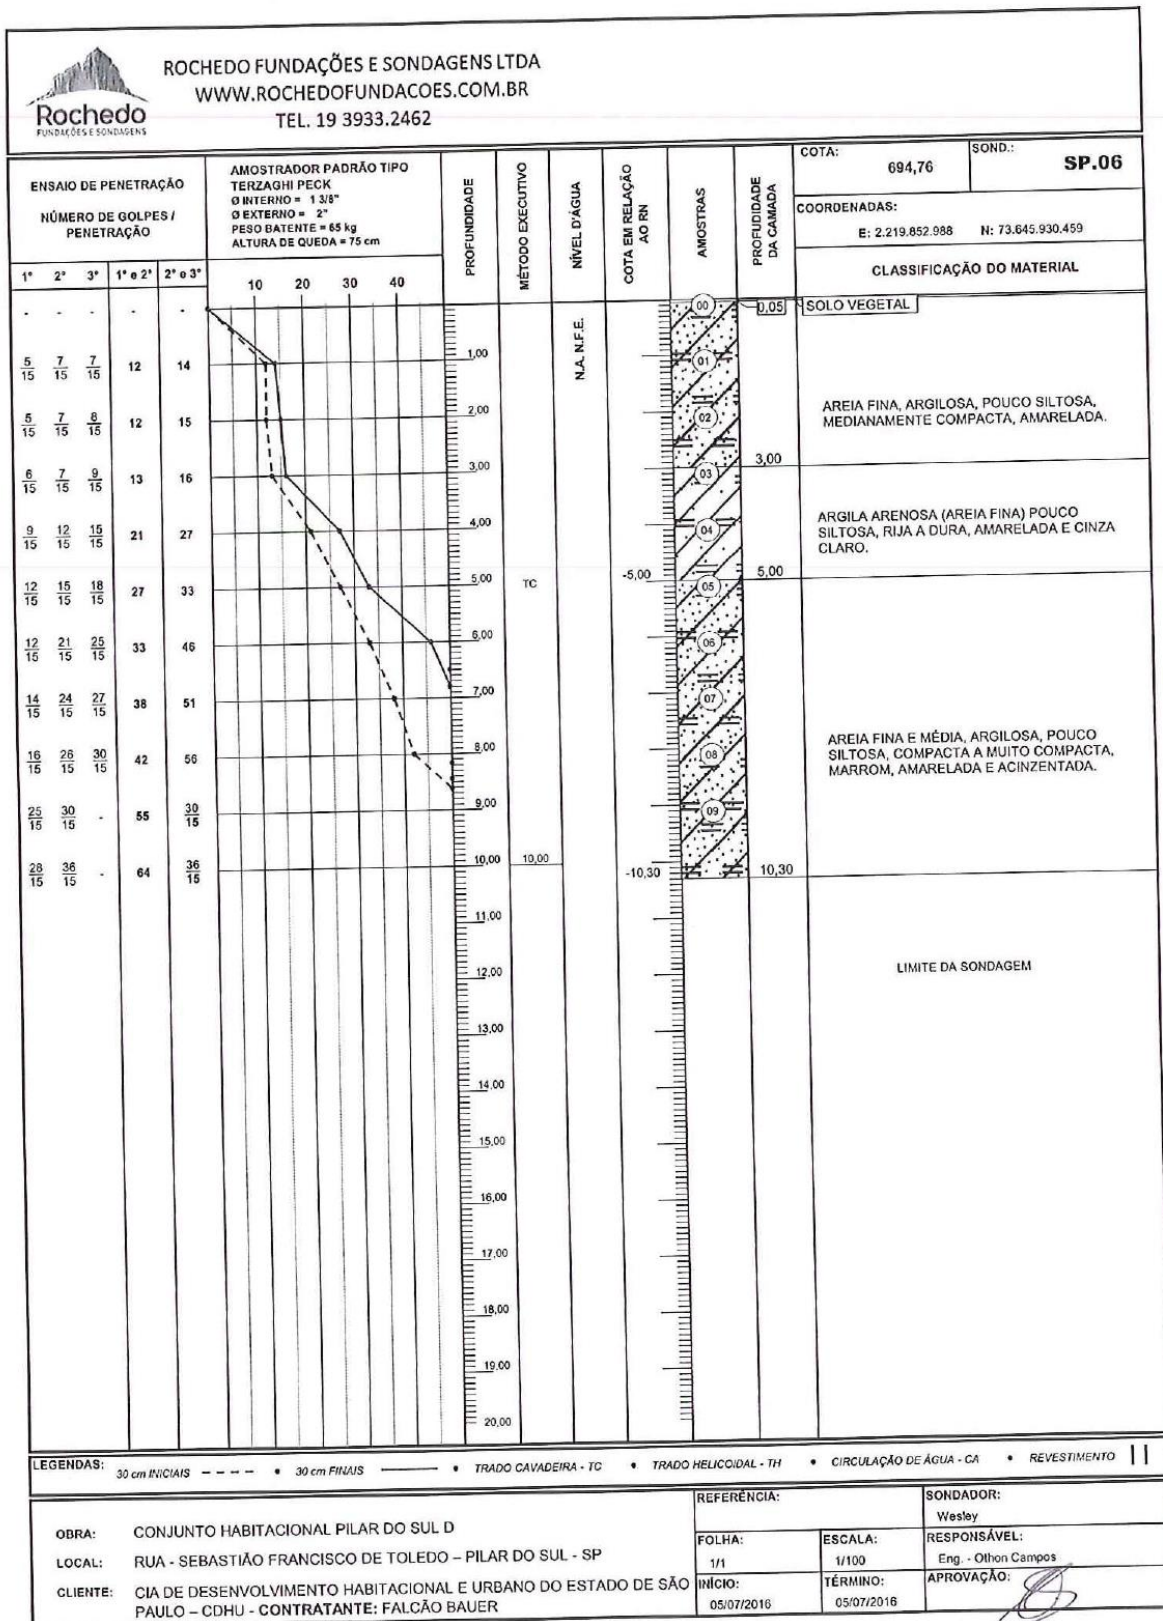 Rochedo
FUNDAÇÕES E SONDAGENS
ROCHEDO FUNDAÇÕES E SONDAGENS LTDA
WWW.ROCHEDOFUNDACOES.COM.BR
TEL. 19 3933.2462
ENSAIO DE PENETRAÇÃO
NÚMERO DE GOLPES /
PENETRAÇÃO
AMOSTRADOR PADRÃO TIPO
TERZAGHI PECK
Ø INTERNO = 1 3/8"
Ø EXTERNO = 2"
PESO BATENTE = 65 kg
ALTURA DE QUEDA = 75 cm
PROFUNDIDADE
MÉTODO EXECUTIVO
NÍVEL D'ÁGUA
COTA EM RELAÇÃO
AO RN
AMOSTRAS
PROFUDIDADE
DA CAMADA
COTA:
694,76
SOND.:
SP.06
COORDENADAS:
E: 2.219.852.988 N: 73.645.930.459
CLASSIFICAÇÃO DO MATERIAL
1° 2° 3° 1° e 2° 2° e 3°
10 20 30 40
- - - - -
5/15 7/15 7/15 12 14
5/15 7/15 8/15 12 15
6/15 7/15 9/15 13 16
9/15 12/15 15/15 21 27
12/15 15/15 18/15 27 33
12/15 21/15 25/15 33 46
14/15 24/15 27/15 38 51
16/15 26/15 30/15 42 56
25/15 30/15 - 55 30/15
28/15 36/15 - 64 36/15
1,00
2,00
3,00
4,00
5,00
6,00
7,00
8,00
9,00
10,00
11,00
12,00
13,00
14,00
15,00
16,00
17,00
18,00
19,00
20,00
TC
10,00
N.A. N.F.E.
-5,00
-10,30
00
01
02
03
04
05
06
07
08
09
0,05
3,00
5,00
10,30
SOLO VEGETAL
AREIA FINA, ARGILOSA, POUCO SILTOSA,
MEDIANAMENTE COMPACTA, AMARELADA.
ARGILA ARENOSA (AREIA FINA) POUCO
SILTOSA, RIJA A DURA, AMARELADA E CINZA
CLARO.
AREIA FINA E MÉDIA, ARGILOSA, POUCO
SILTOSA, COMPACTA A MUITO COMPACTA,
MARROM, AMARELADA E ACINZENTADA.
LIMITE DA SONDAGEM
LEGENDAS: 30 cm INICIAIS - - - - • 30 cm FINAIS ——— • TRADO CAVADEIRA - TC • TRADO HELICOIDAL - TH • CIRCULAÇÃO DE ÁGUA - CA • REVESTIMENTO
OBRA: CONJUNTO HABITACIONAL PILAR DO SUL D
LOCAL: RUA - SEBASTIÃO FRANCISCO DE TOLEDO – PILAR DO SUL - SP
CLIENTE: CIA DE DESENVOLVIMENTO HABITACIONAL E URBANO DO ESTADO DE SÃO
PAULO – CDHU - CONTRATANTE: FALCÃO BAUER
REFERÊNCIA:
SONDADOR:
Wesley
FOLHA:
1/1
ESCALA:
1/100
RESPONSÁVEL:
Eng. - Othon Campos
INÍCIO:
05/07/2016
TÉRMINO:
05/07/2016
APROVAÇÃO: